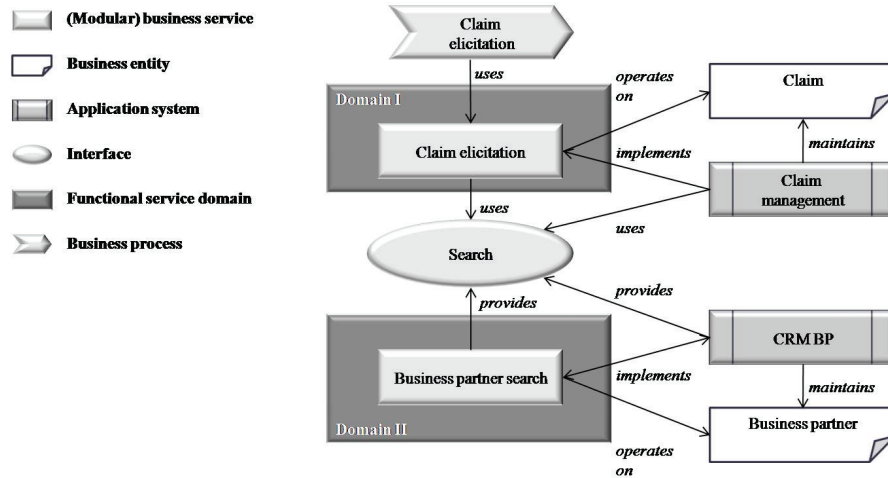 (Modular) business service
Business entity
Application system
Interface
Functional service domain
Business process
Claim
elicitation
uses
operates
on
Domain I
Claim
Claim elicitation
implements
maintains
Claim
management
uses
uses
Search
provides
provides
CRM BP
Business partner search
implements
maintains
Domain II
Business partner
operates
on